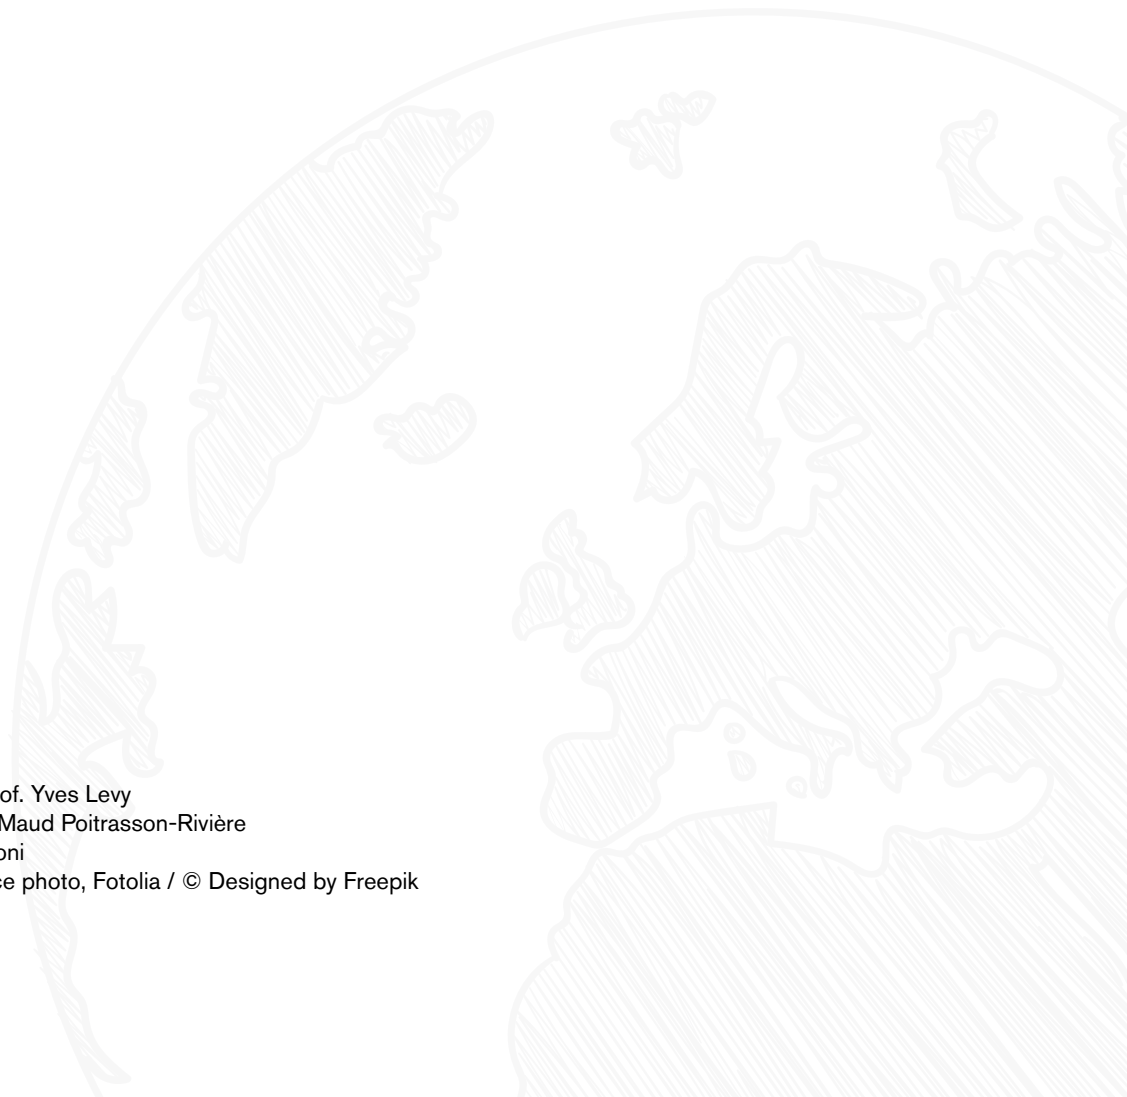 of. Yves Levy
Maud Poitrasson-Rivière
oni
ce photo, Fotolia / © Designed by Freepik